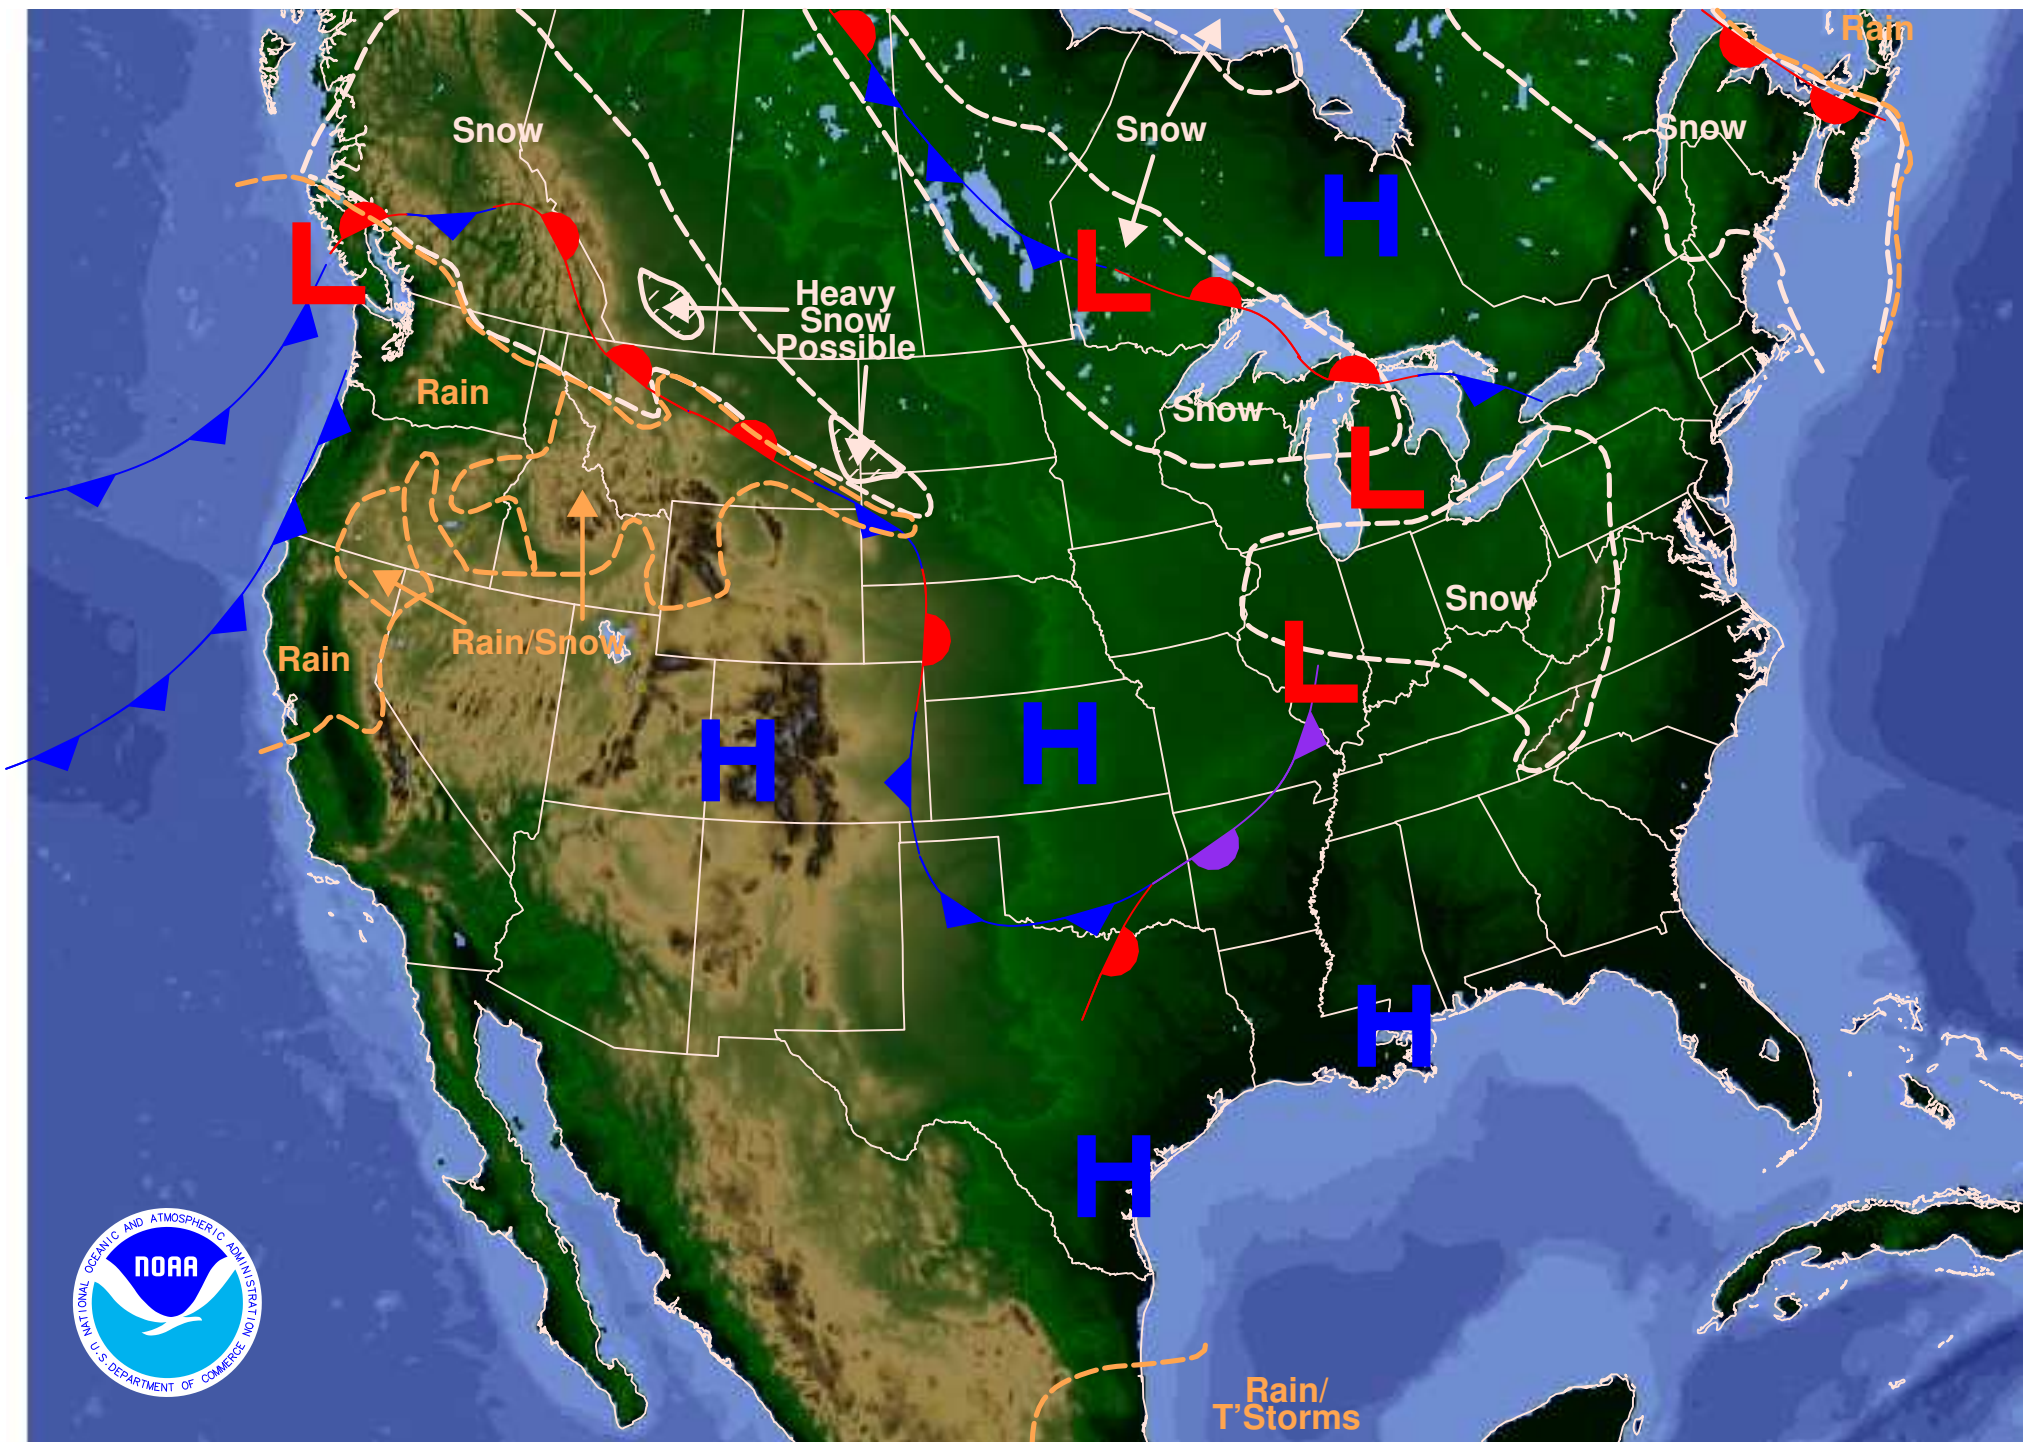 Rain
Snow
Snow
Snow
H
L
L
Heavy
Snow
Possible
Rain
Snow
L
Snow
Rain/Snow
Rain
L
H
H
H
H
NATIONAL OCEANIC AND ATMOSPHERIC ADMINISTRATION
NOAA
U.S. DEPARTMENT OF COMMERCE
Rain/
T'Storms